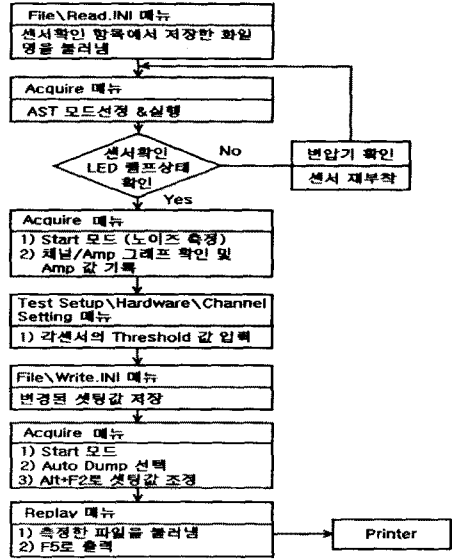 File\Read.INI 메뉴
센서확인 항목에서 저장한 화일
명을 불러냄
Acquire 메뉴
AST 모드선정 &실행
센서확인
LED 램프상태
확인
No
변압기 확인
센서 재부착
Yes
Acquire 메뉴
1) Start 모드 (노이즈 측정)
2) 채널/Amp 그래프 확인 및
Amp 값 기록
Test Setup\Hardware\Channel
Setting 메뉴
1) 각센서의 Threshold 값 입력
File\Write.INI 메뉴
변경된 셋팅값 저장
Acquire 메뉴
1) Start 모드
2) Auto Dump 선택
3) Alt+F2로 셋팅값 조정
Replay 메뉴
1) 측정한 파일을 불러냄
2) F5로 출력
Printer